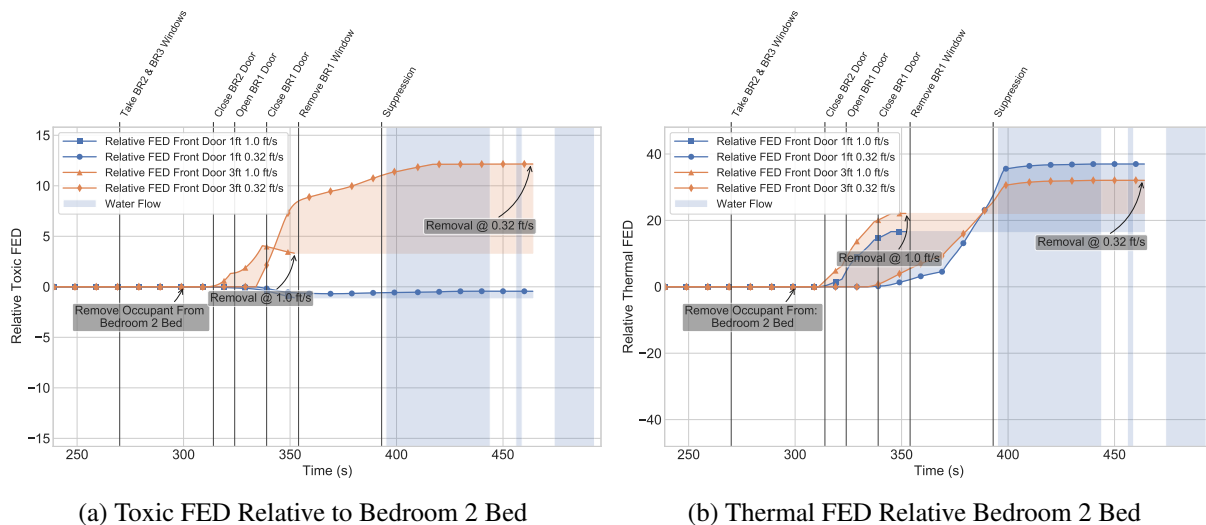 Take BR2 & BR3 Windows
Close BR2 Door
Open BR1 Door
Close BR1 Door
Remove BR1 Window
Suppression
15
10
5
0
−5
−10
−15
Relative Toxic FED
Relative FED Front Door 1ft 1.0 ft/s
Relative FED Front Door 1ft 0.32 ft/s
Relative FED Front Door 3ft 1.0 ft/s
Relative FED Front Door 3ft 0.32 ft/s
Water Flow
Removal @ 0.32 ft/s
Removal @ 1.0 ft/s
Remove Occupant From
Bedroom 2 Bed
250 300 350 400 450
Time (s)
(a) Toxic FED Relative to Bedroom 2 Bed
Take BR2 & BR3 Windows
Close BR2 Door
Open BR1 Door
Close BR1 Door
Remove BR1 Window
Suppression
40
20
0
−20
−40
Relative Thermal FED
Relative FED Front Door 1ft 1.0 ft/s
Relative FED Front Door 1ft 0.32 ft/s
Relative FED Front Door 3ft 1.0 ft/s
Relative FED Front Door 3ft 0.32 ft/s
Water Flow
Removal @ 1.0 ft/s
Removal @ 0.32 ft/s
Remove Occupant From:
Bedroom 2 Bed
250 300 350 400 450
Time (s)
(b) Thermal FED Relative Bedroom 2 Bed